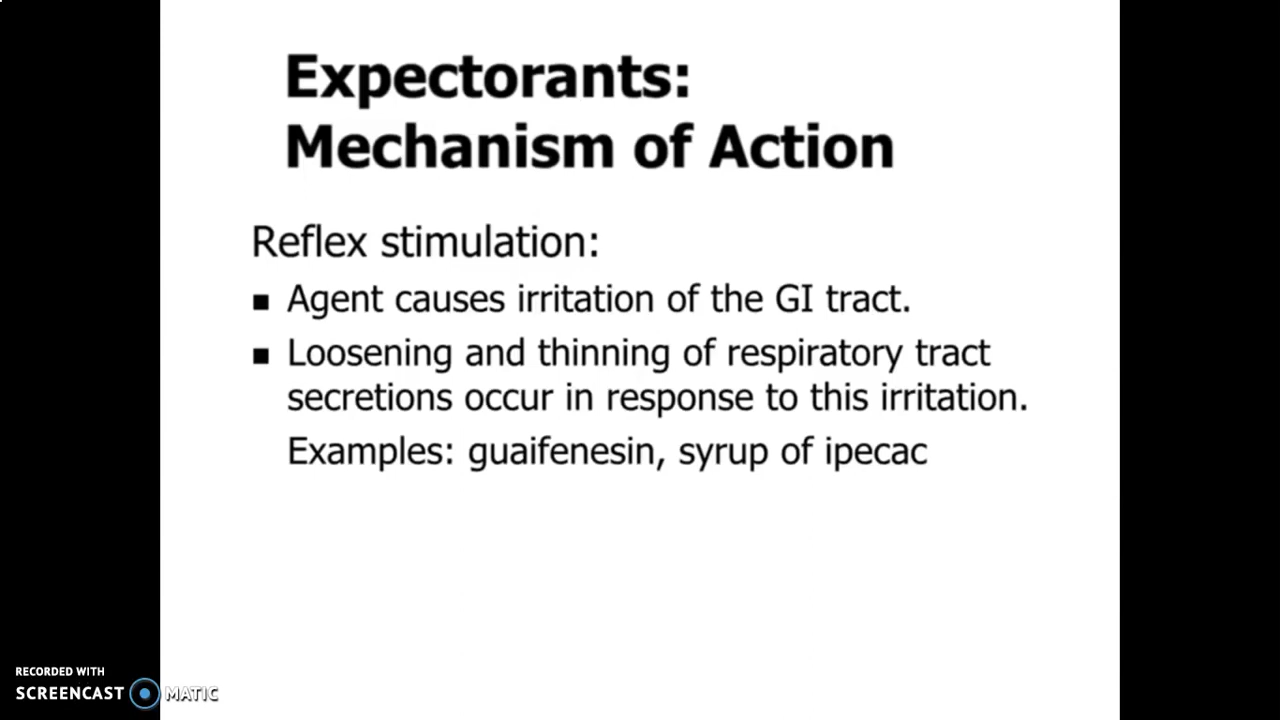 Expectorants:
Mechanism of Action
Reflex stimulation:
■ Agent causes irritation of the GI tract.
■ Loosening and thinning of respiratory tract
secretions occur in response to this irritation.
Examples: guaifenesin, syrup of ipecac
RECORDED WITH
SCREENCAST MATIC